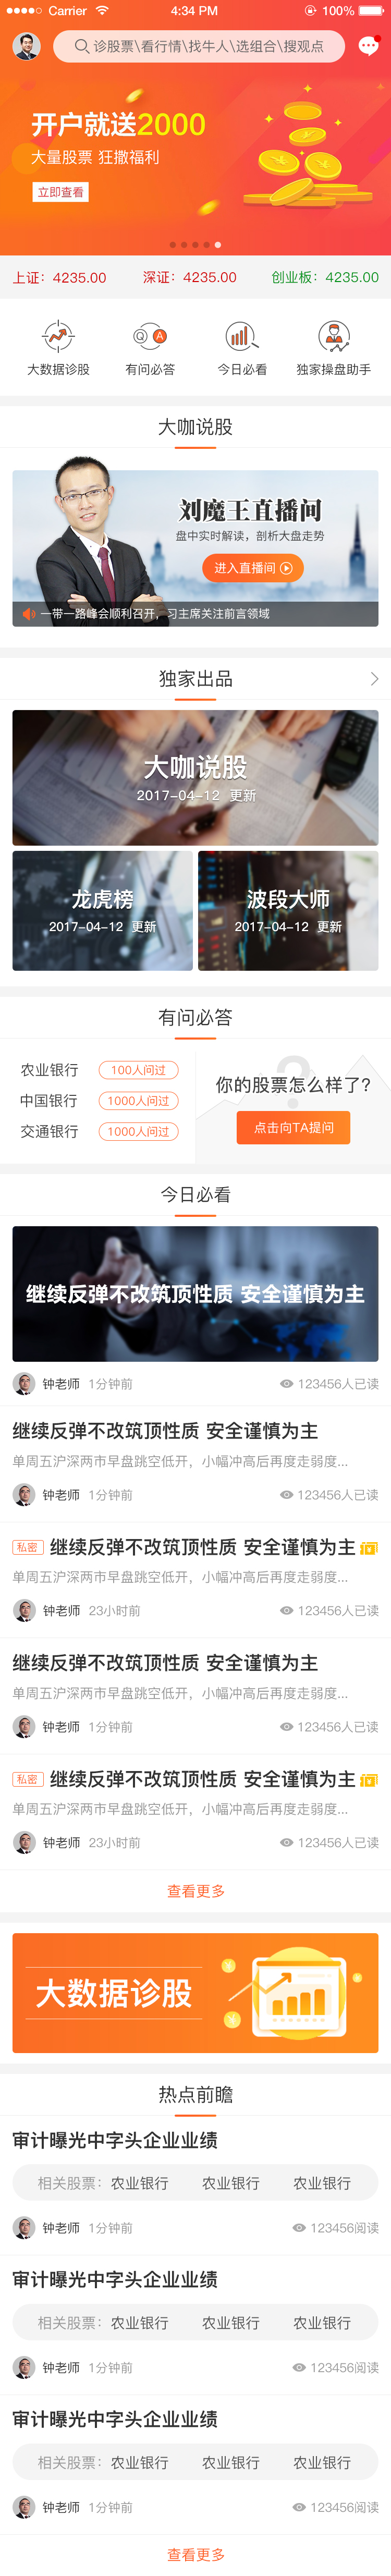 Carrier 4:34 PM 100%
诊股票\看行情\找牛人\选组合\搜观点
开户就送2000
大量股票 狂撒福利
立即查看
上证：4235.00 深证：4235.00 创业板：4235.00
Q A
大数据诊股 有问必答 今日必看 独家操盘助手
大咖说股
刘魔王直播间
盘中实时解读，剖析大盘走势
进入直播间
一带一路峰会顺利召开，习主席关注前言领域
独家出品
大咖说股
2017-04-12 更新
龙虎榜 波段大师
2017-04-12 更新 2017-04-12 更新
有问必答
农业银行 100人问过
中国银行 1000人问过
交通银行 1000人问过
?
你的股票怎么样了?
点击向TA提问
今日必看
继续反弹不改筑顶性质 安全谨慎为主
钟老师 1分钟前 123456人已读
继续反弹不改筑顶性质 安全谨慎为主
单周五沪深两市早盘跳空低开，小幅冲高后再度走弱度...
钟老师 1分钟前 123456人已读
私密 继续反弹不改筑顶性质 安全谨慎为主
单周五沪深两市早盘跳空低开，小幅冲高后再度走弱度...
钟老师 23小时前 123456人已读
继续反弹不改筑顶性质 安全谨慎为主
单周五沪深两市早盘跳空低开，小幅冲高后再度走弱度...
钟老师 1分钟前 123456人已读
私密 继续反弹不改筑顶性质 安全谨慎为主
单周五沪深两市早盘跳空低开，小幅冲高后再度走弱度...
钟老师 23小时前 123456人已读
查看更多
大数据诊股
热点前瞻
审计曝光中字头企业业绩
相关股票：农业银行 农业银行 农业银行
钟老师 1分钟前 123456阅读
审计曝光中字头企业业绩
相关股票：农业银行 农业银行 农业银行
钟老师 1分钟前 123456阅读
审计曝光中字头企业业绩
相关股票：农业银行 农业银行 农业银行
钟老师 1分钟前 123456阅读
查看更多